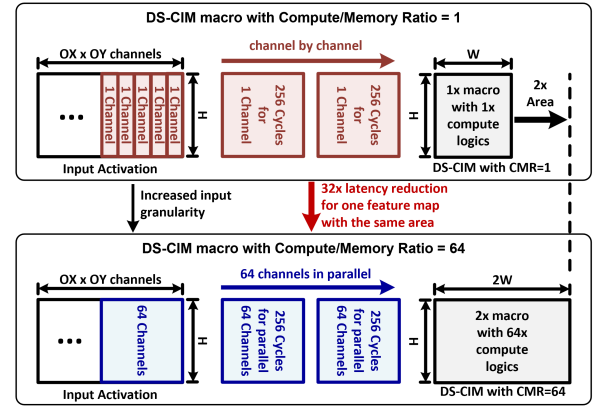 DS-CIM macro with Compute/Memory Ratio = 1
OX x OY channels
channel by channel
W
2x
Area
...
1 Channel
1 Channel
1 Channel
1 Channel
1 Channel
H
256 Cycles
for
1 Channel
256 Cycles
for
1 Channel
H
1x macro
with 1x
compute
logics
Input Activation
DS-CIM with CMR=1
Increased input
granularity
32x latency reduction
for one feature map
with the same area
DS-CIM macro with Compute/Memory Ratio = 64
OX x OY channels
64 channels in parallel
2W
...
64 Channels
H
256 Cycles
for parallel
64 Channels
256 Cycles
for parallel
64 Channels
H
2x macro
with 64x
compute
logics
Input Activation
DS-CIM with CMR=64